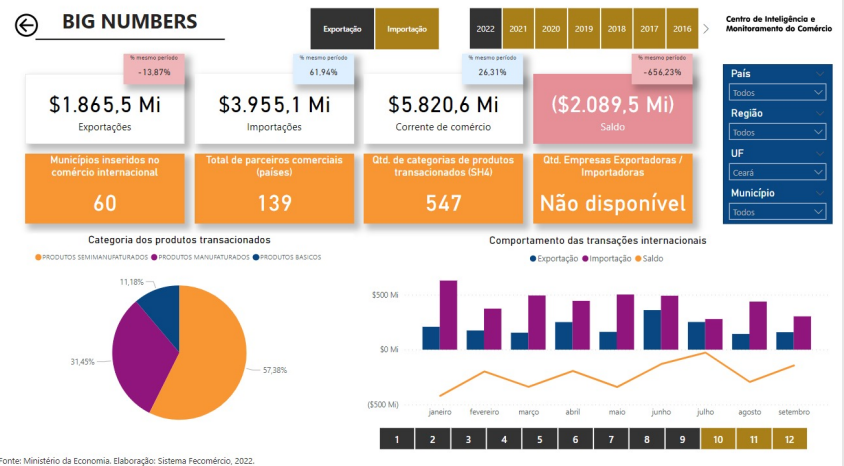 BIG NUMBERS
Exportação Importação
2022 2021 2020 2019 2018 2017 2016
Centro de Inteligência e
Monitoramento do Comércio
% mesmo período
-13,87%
$1.865,5 Mi
Exportações
% mesmo período
61,94%
$3.955,1 Mi
Importações
% mesmo período
26,31%
$5.820,6 Mi
Corrente de comércio
% mesmo período
-656,23%
($2.089,5 Mi)
Saldo
País
Todos
Região
Todos
UF
Ceará
Município
Todos
Municípios inseridos no
comércio internacional
60
Total de parceiros comerciais
(países)
139
Qtd. de categorias de produtos
transacionados (SH4)
547
Qtd. Empresas Exportadoras /
Importadoras
Não disponível
Categoria dos produtos transacionados
PRODUTOS SEMIMANUFATURADOS PRODUTOS MANUFATURADOS PRODUTOS BASICOS
11,18%
31,45%
57,38%
Comportamento das transações internacionais
Exportação Importação Saldo
$500 Mi
$0 Mi
($500 Mi)
janeiro fevereiro março abril maio junho julho agosto setembro
1 2 3 4 5 6 7 8 9 10 11 12
Fonte: Ministério da Economia. Elaboração: Sistema Fecomércio, 2022.